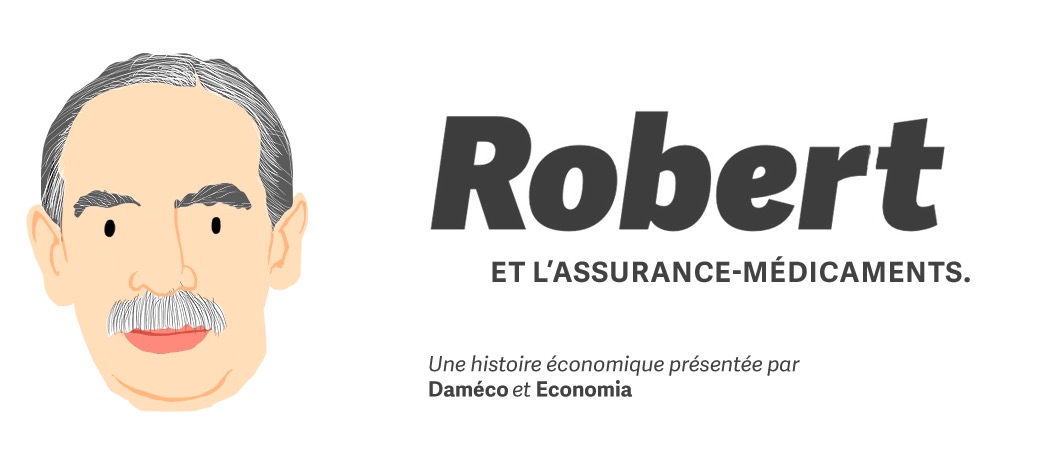 Robert
ET L’ASSURANCE-MÉDICAMENTS.
Une histoire économique présentée par
Daméco et Economia